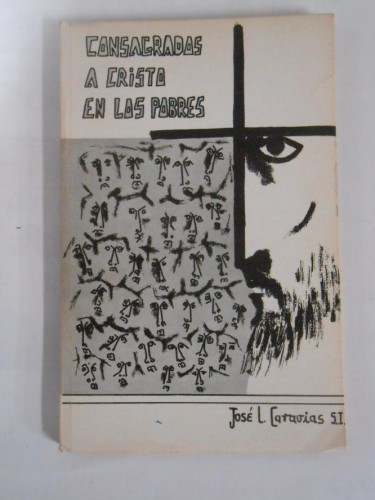 CONSAGRADOS
A CRISTO
EN LOS POBRES
José L. Caravias S.I.